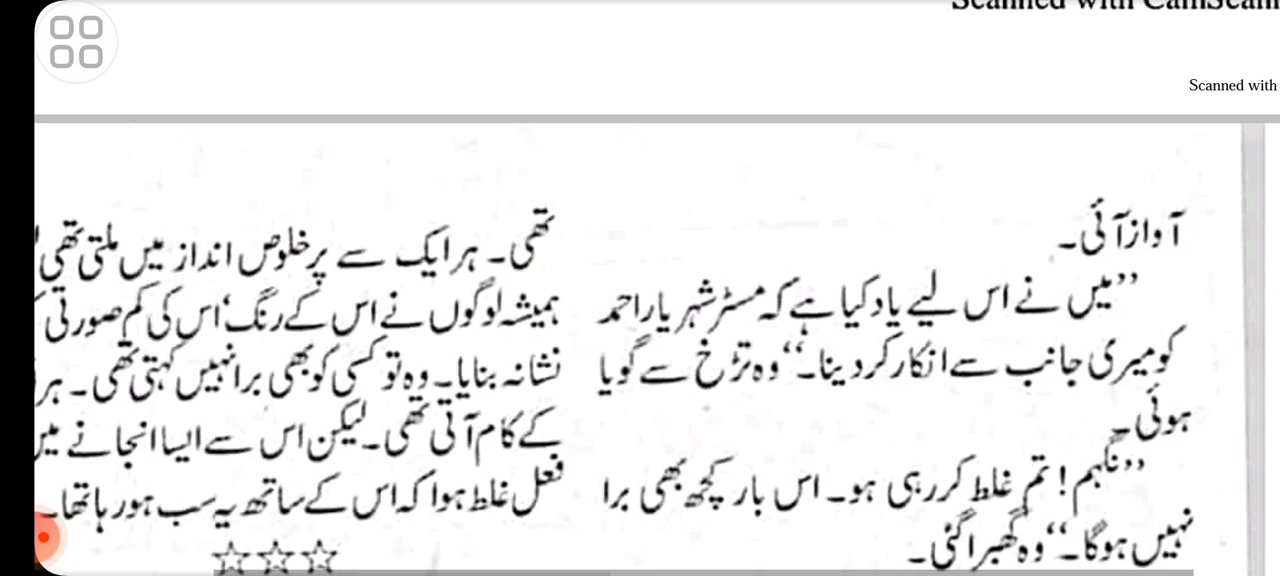 Scanned with CamScan
Scanned with
آواز آئی۔
”میں نے اس لیے یاد کیا ہے کہ مسٹر شہریار احمد
کو میری جانب سے انکار کر دینا۔“ وہ تڑخ سے گویا
ہوئی۔
”نگہم! تم غلط کر رہی ہو۔ اس بار کچھ بھی برا
نہیں ہوگا۔“ وہ گھبرا گئی۔
تھی۔ ہر ایک سے پرخلوص انداز میں ملتی تھی
ہمیشہ لوگوں نے اس کے رنگ‘ اس کی کم صورتی
نشانہ بنایا۔ وہ تو کسی کو بھی برا نہیں کہتی تھی۔ ہر
کے کام آتی تھی۔ لیکن اس سے ایسا انجانے میں
فعل غلط ہوا کہ اس کے ساتھ یہ سب ہو رہا تھا۔